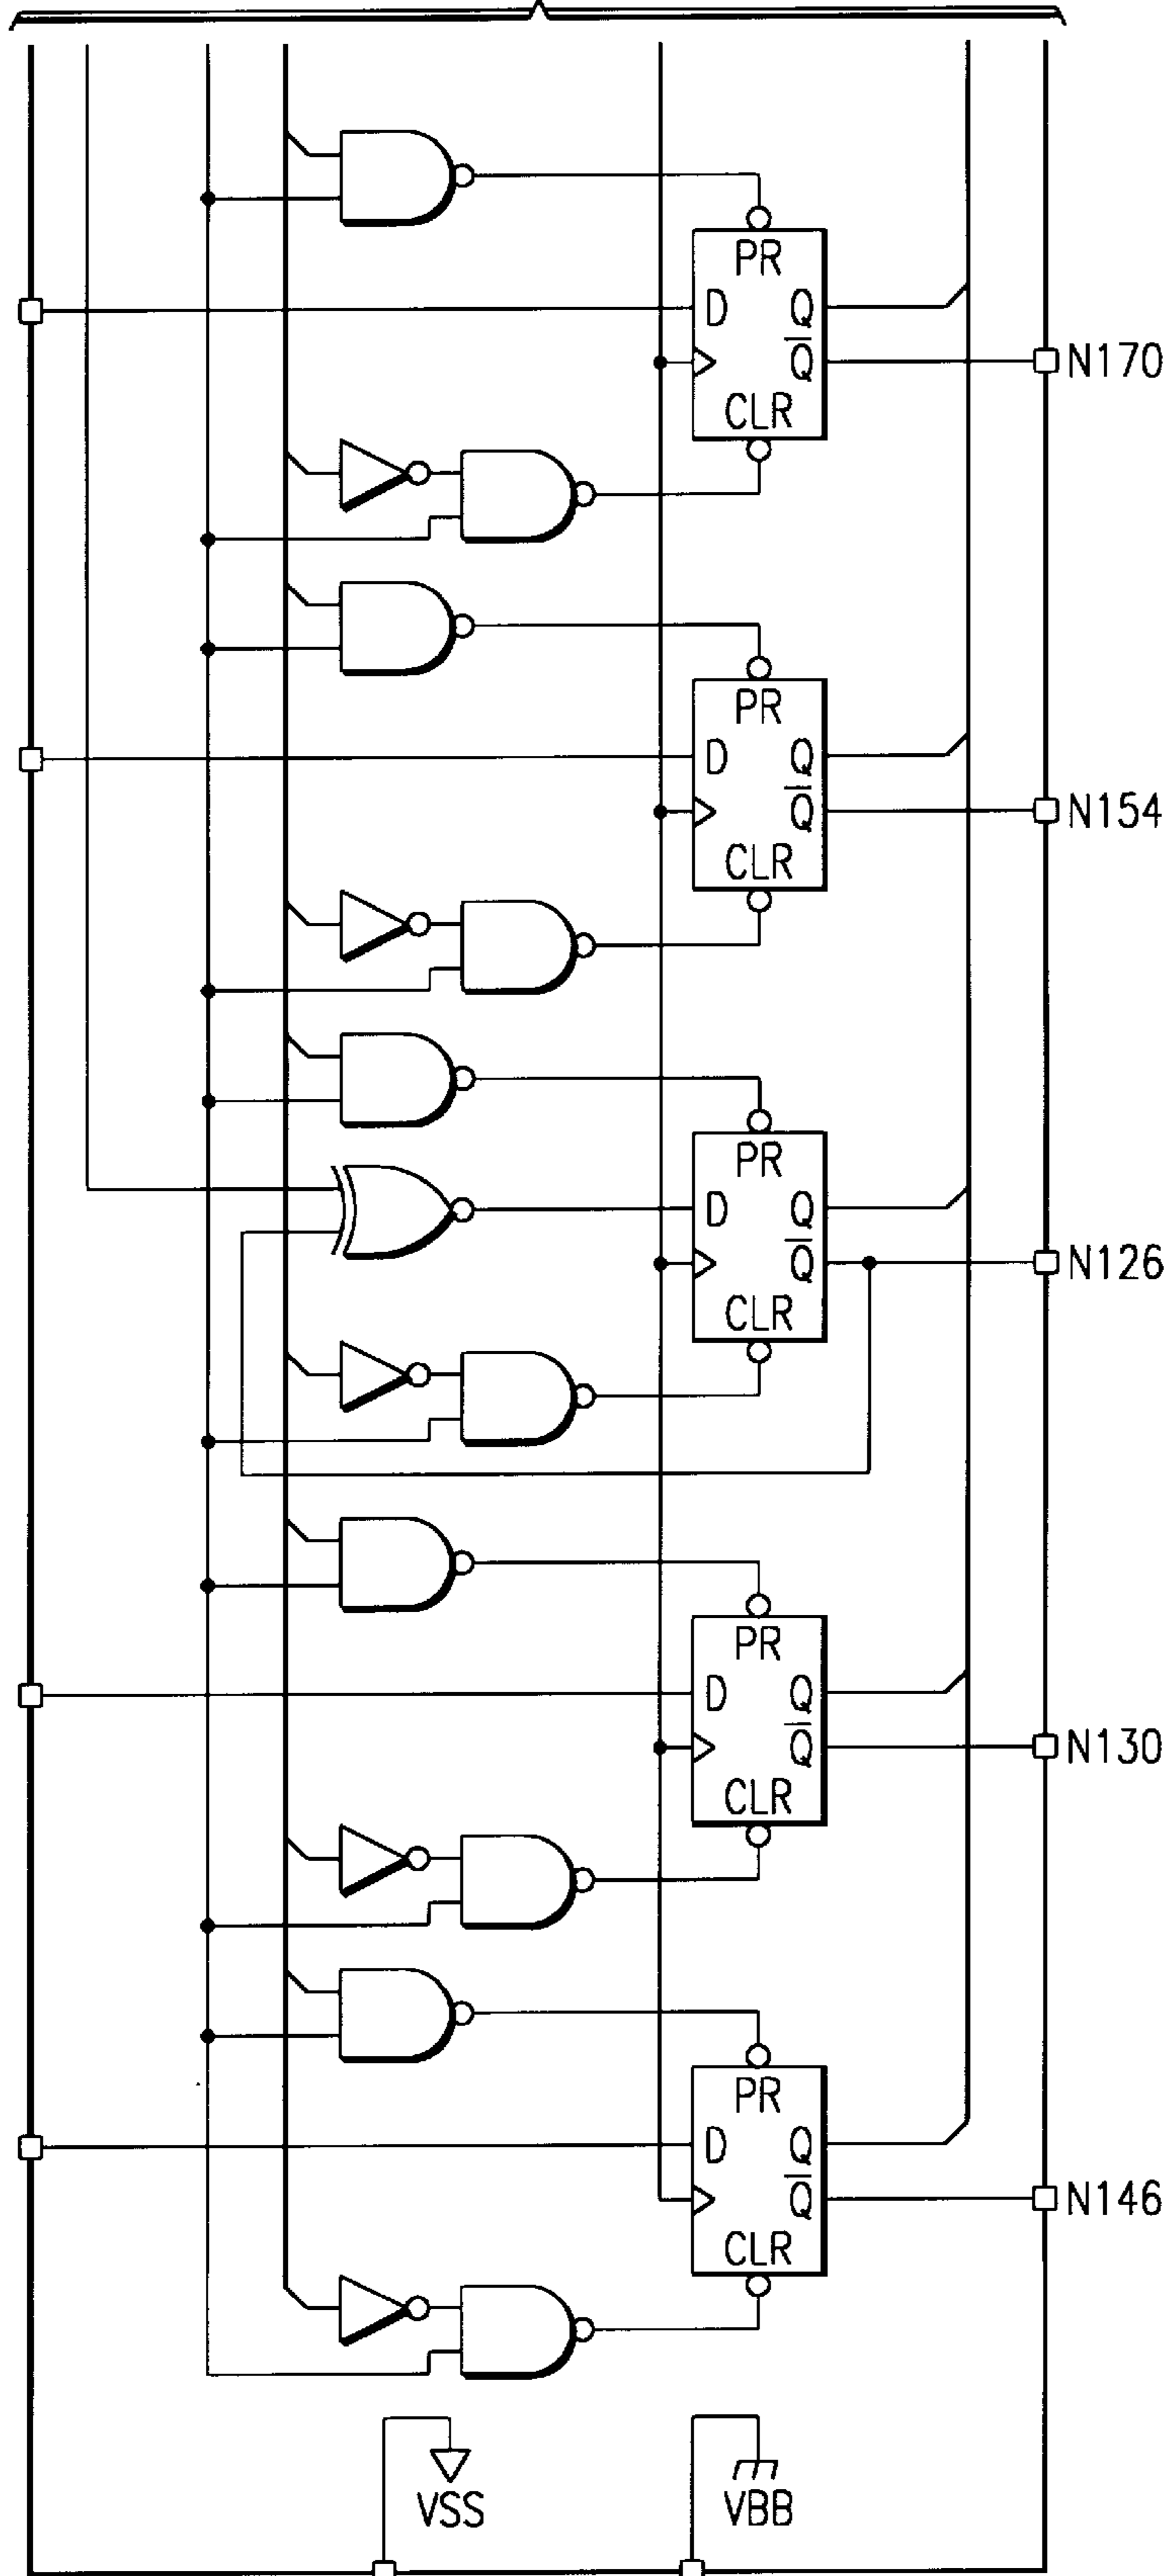 PR
D Q
Q̅ N170
CLR
PR
D Q
Q̅ N154
CLR
PR
D Q
Q̅ N126
CLR
PR
D Q
Q̅ N130
CLR
PR
D Q
Q̅ N146
CLR
VSS VBB